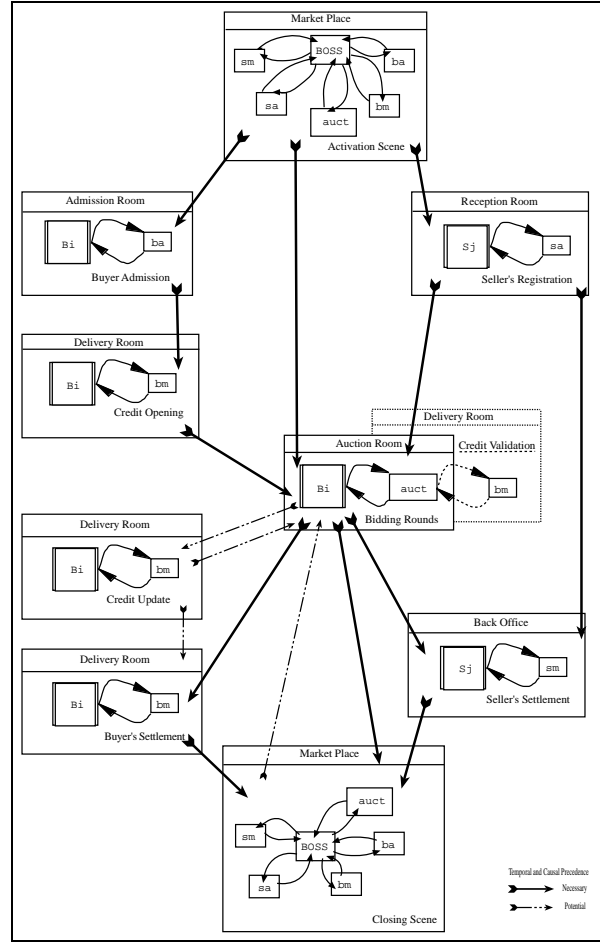 Market Place
BOSS
sm
ba
sa
bm
auct
Activation Scene
Admission Room
Bi
ba
Buyer Admission
Reception Room
Sj
sa
Seller's Registration
Delivery Room
Bi
bm
Credit Opening
Delivery Room
Auction Room
Credit Validation
Bi
auct
bm
Bidding Rounds
Delivery Room
Bi
bm
Credit Update
Back Office
Sj
sm
Seller's Settlement
Delivery Room
Bi
bm
Buyer's Settlement
Market Place
auct
sm
BOSS
ba
sa
bm
Closing Scene
Temporal and Causal Precedence
Necessary
Potential